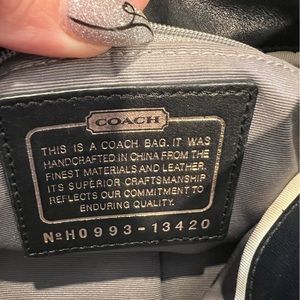 COACH
THIS IS A COACH BAG. IT WAS
HANDCRAFTED IN CHINA FROM THE
FINEST MATERIALS AND LEATHER.
ITS SUPERIOR CRAFTSMANSHIP
REFLECTS OUR COMMITMENT TO
ENDURING QUALITY.
№H0993-13420